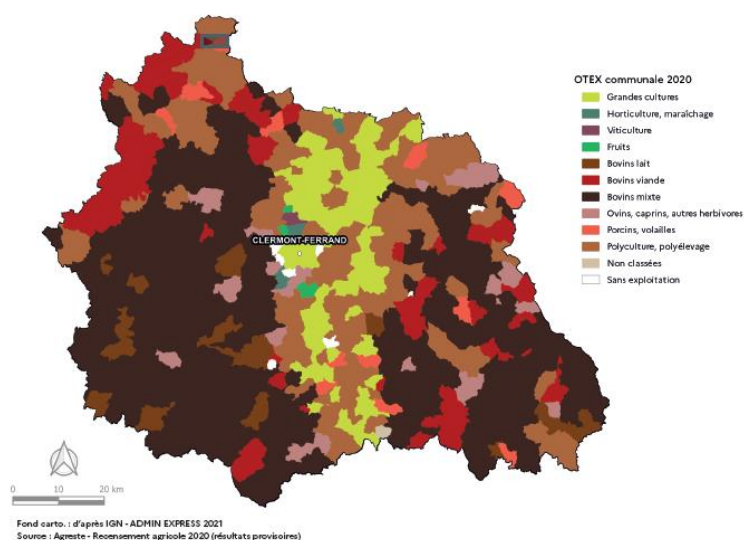 OTEX communale 2020
Grandes cultures
Horticulture, maraîchage
Viticulture
Fruits
Bovins lait
Bovins viande
Bovins mixte
Ovins, caprins, autres herbivores
Porcins, volailles
Polyculture, polyélevage
Non classées
Sans exploitation
CLERMONT-FERRAND
0 10 20 km
Fond carto. : d'après IGN - ADMIN EXPRESS 2021
Source : Agreste - Recensement agricole 2020 (résultats provisoires)